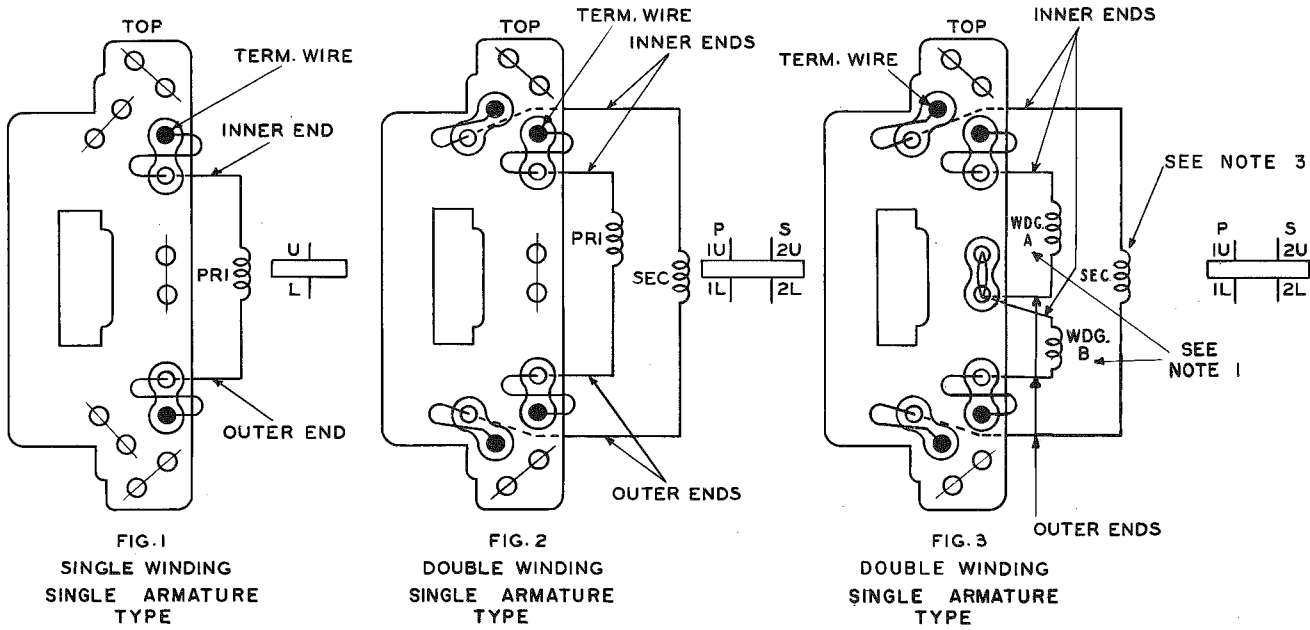 TOP
TERM. WIRE
INNER END
PRI
U
L
OUTER END
FIG. 1
SINGLE WINDING
SINGLE ARMATURE
TYPE
TOP
TERM. WIRE
INNER ENDS
PRI
SEC
P S
1U 2U
1L 2L
OUTER ENDS
FIG. 2
DOUBLE WINDING
SINGLE ARMATURE
TYPE
TOP
INNER ENDS
TERM. WIRE
SEE NOTE 3
WDG.
A
SEC.
WDG.
B
SEE
NOTE 1
P S
1U 2U
1L 2L
OUTER ENDS
FIG. 3
DOUBLE WINDING
SINGLE ARMATURE
TYPE